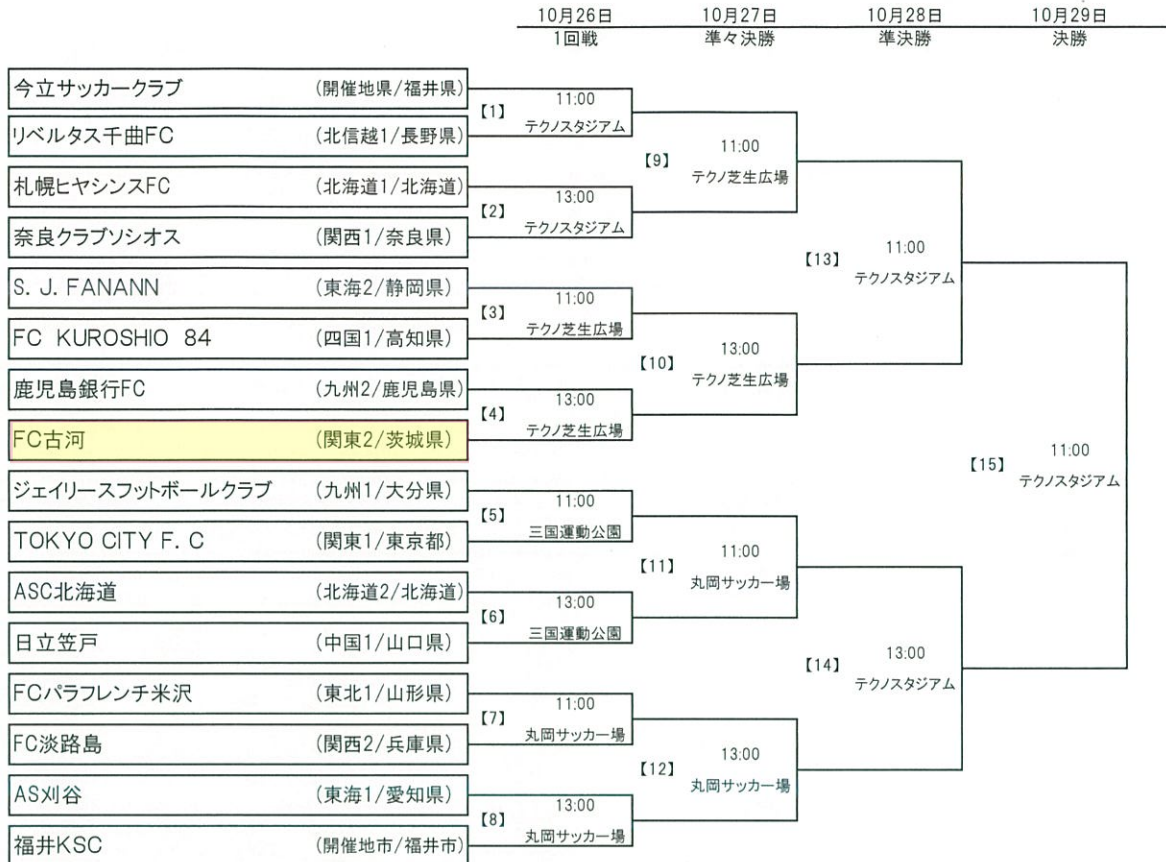 10月26日 10月27日 10月28日 10月29日
1回戦 準々決勝 準決勝 決勝
今立サッカークラブ (開催地県/福井県)
【1】 11:00 テクノスタジアム
リベルタス千曲FC (北信越1/長野県)
【9】 11:00 テクノ芝生広場
札幌ヒヤシンスFC (北海道1/北海道)
【2】 13:00 テクノスタジアム
奈良クラブソシオス (関西1/奈良県)
【13】 11:00 テクノスタジアム
S. J. FANANN (東海2/静岡県)
【3】 11:00 テクノ芝生広場
FC KUROSHIO 84 (四国1/高知県)
【10】 13:00 テクノ芝生広場
鹿児島銀行FC (九州2/鹿児島県)
【4】 13:00 テクノ芝生広場
FC古河 (関東2/茨城県)
【15】 11:00 テクノスタジアム
ジェイリースフットボールクラブ (九州1/大分県)
【5】 11:00 三国運動公園
TOKYO CITY F. C (関東1/東京都)
【11】 11:00 丸岡サッカー場
ASC北海道 (北海道2/北海道)
【6】 13:00 三国運動公園
日立笠戸 (中国1/山口県)
【14】 13:00 テクノスタジアム
FCパラフレンチ米沢 (東北1/山形県)
【7】 11:00 丸岡サッカー場
FC淡路島 (関西2/兵庫県)
【12】 13:00 丸岡サッカー場
AS刈谷 (東海1/愛知県)
【8】 13:00 丸岡サッカー場
福井KSC (開催地市/福井市)